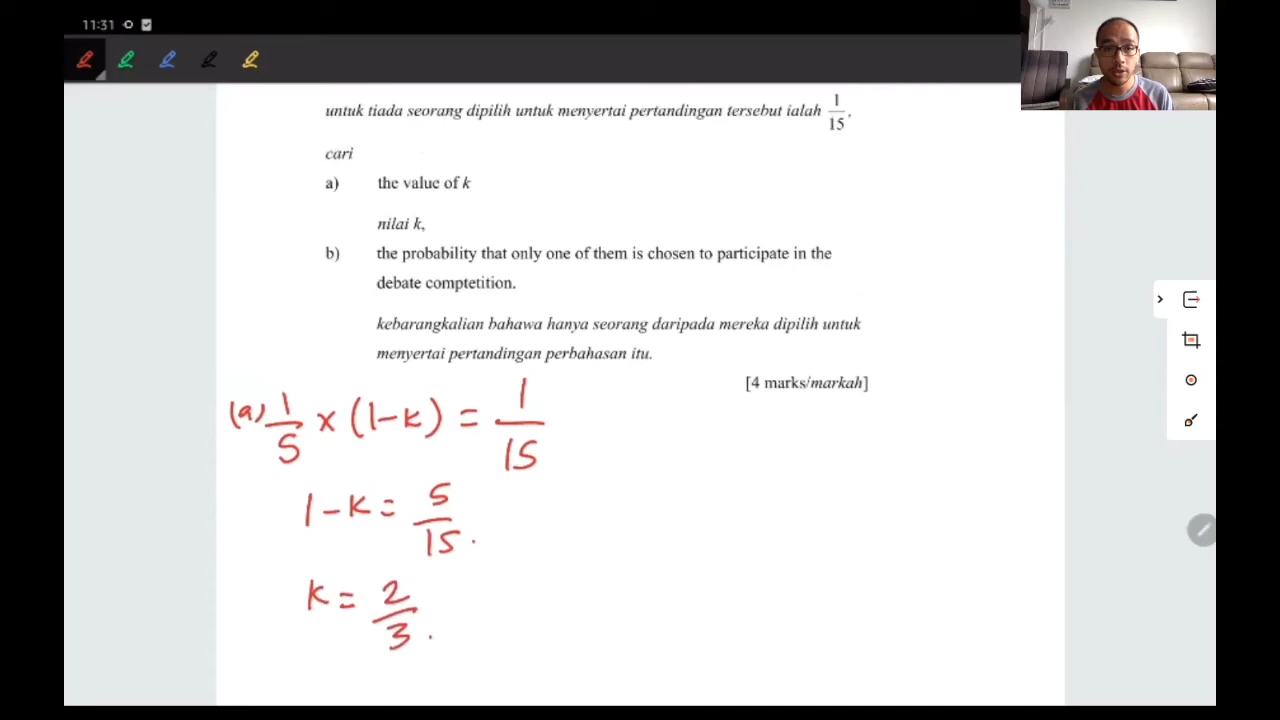 11:31
untuk tiada seorang dipilih untuk menyertai pertandingan tersebut ialah 1/15,
cari
a) the value of k
nilai k,
b) the probability that only one of them is chosen to participate in the
debate comptetition.
kebarangkalian bahawa hanya seorang daripada mereka dipilih untuk
menyertai pertandingan perbahasan itu.
[4 marks/markah]
(a) 1/5 × (1-k) = 1/15
1-k = 5/15.
k = 2/3.